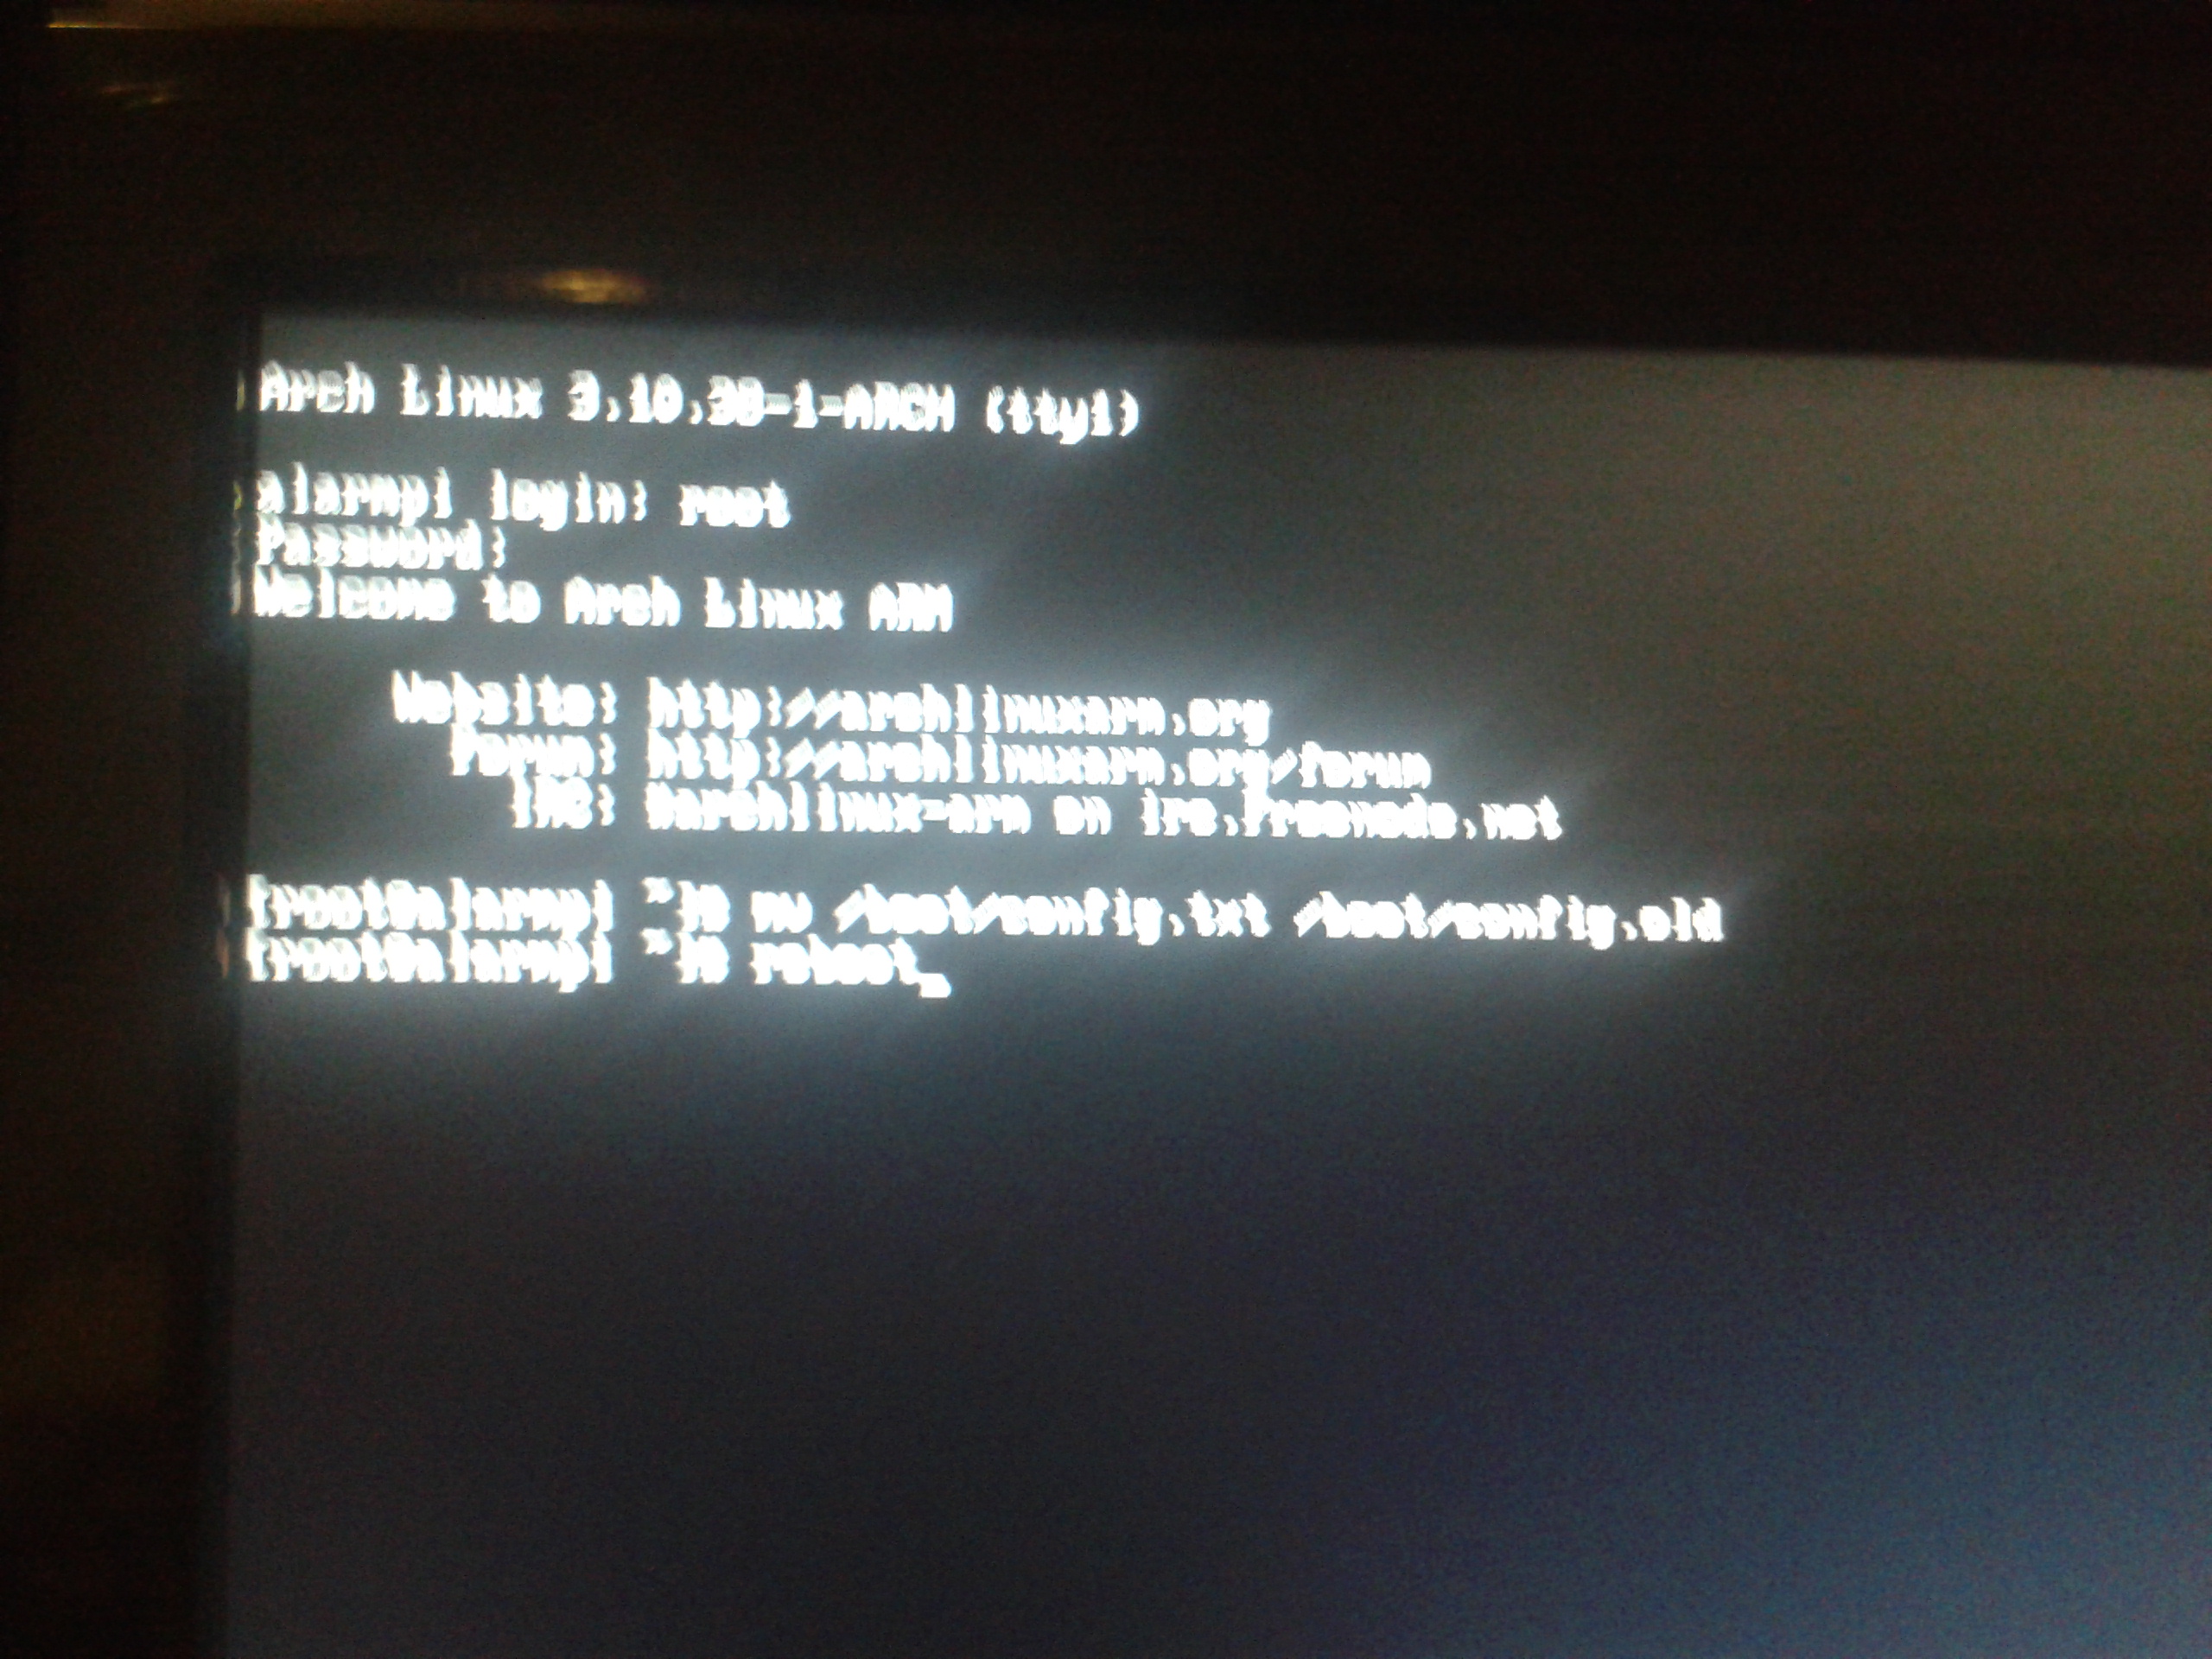 Arch Linux 3.10.38-1-ARCH (tty1)
alarmpi login: root
Password:
Welcome to Arch Linux ARM
Website: http://archlinuxarm.org
Forum: http://archlinuxarm.org/forum
IRC: #archlinux-arm on irc.Freenode.net
[root@alarmpi ~]# mv /boot/config.txt /boot/config.old
[root@alarmpi ~]# reboot_